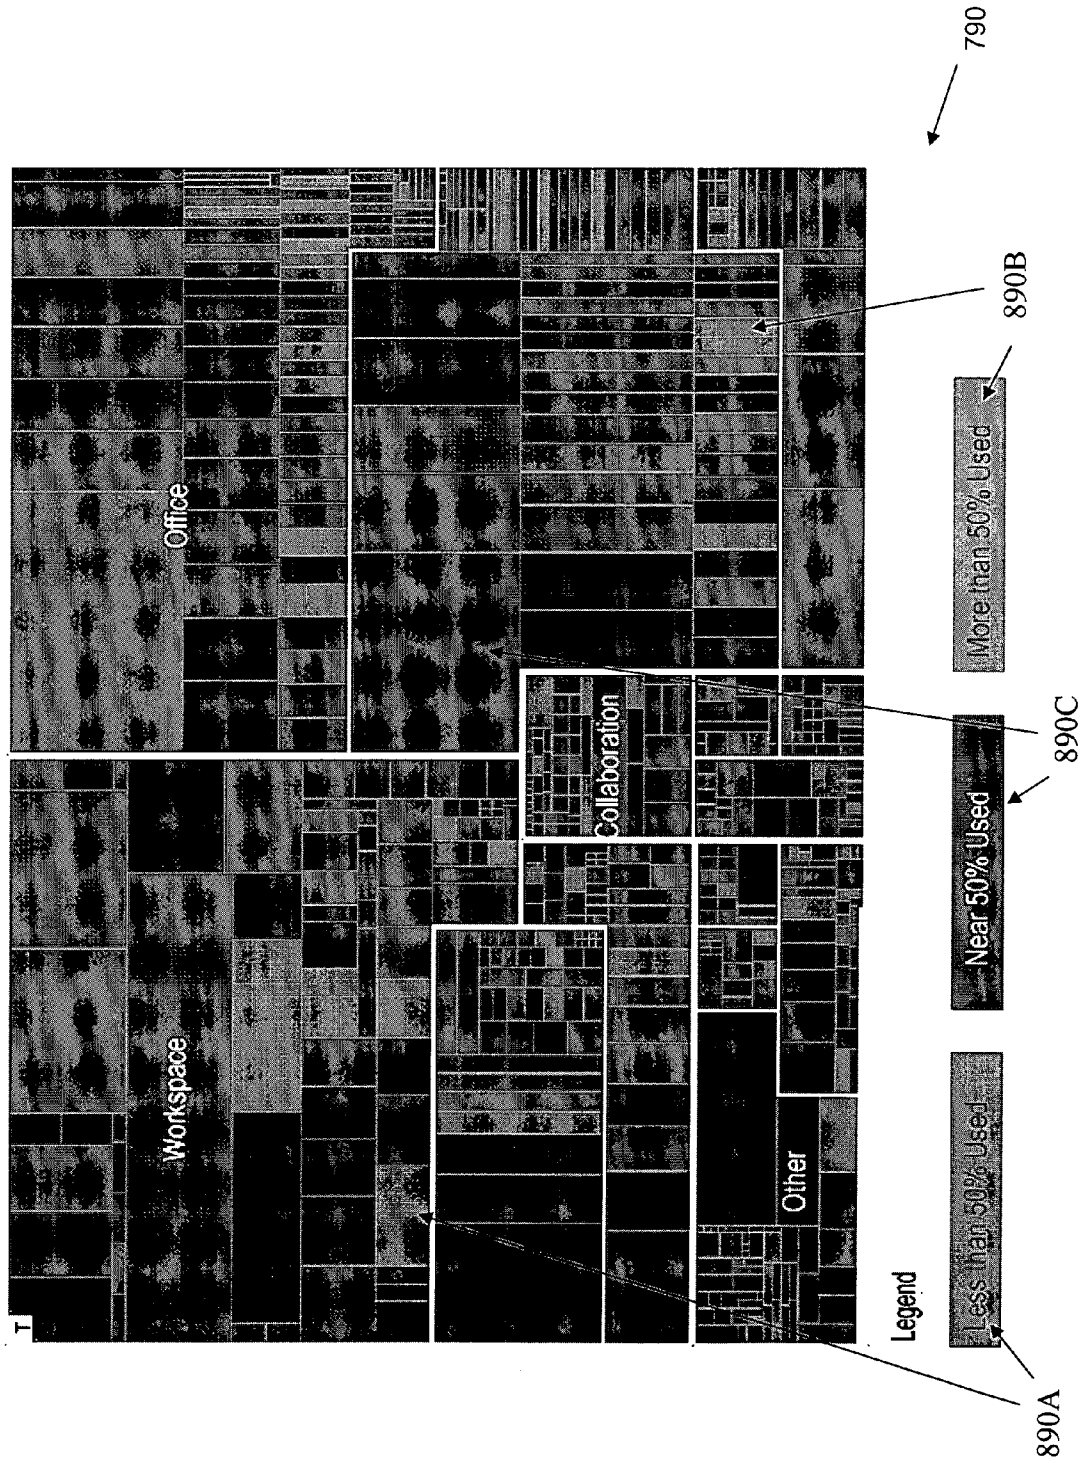 T
Workspace
Office
Collaboration
Other
Legend
Less than 50% Used
Near 50% Used
More than 50% Used
890A
890C
890B
790